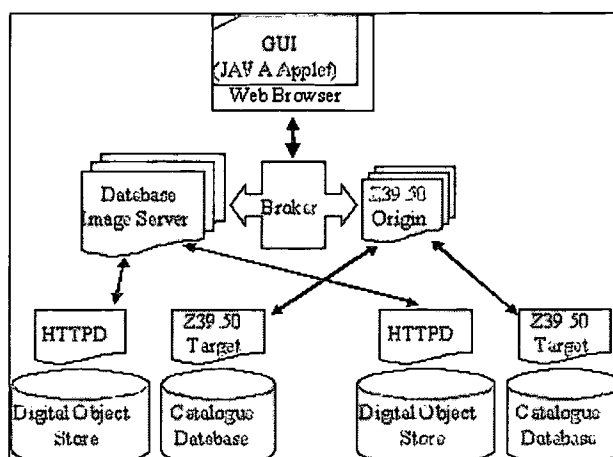 GUI
(JAVA Applet)
Web Browser
Database
Image Server
Broker
Z39.50
Origin
HTTPD
Z39.50
Target
HTTPD
Z39.50
Target
Digital Object
Store
Catalogue
Database
Digital Object
Store
Catalogue
Database